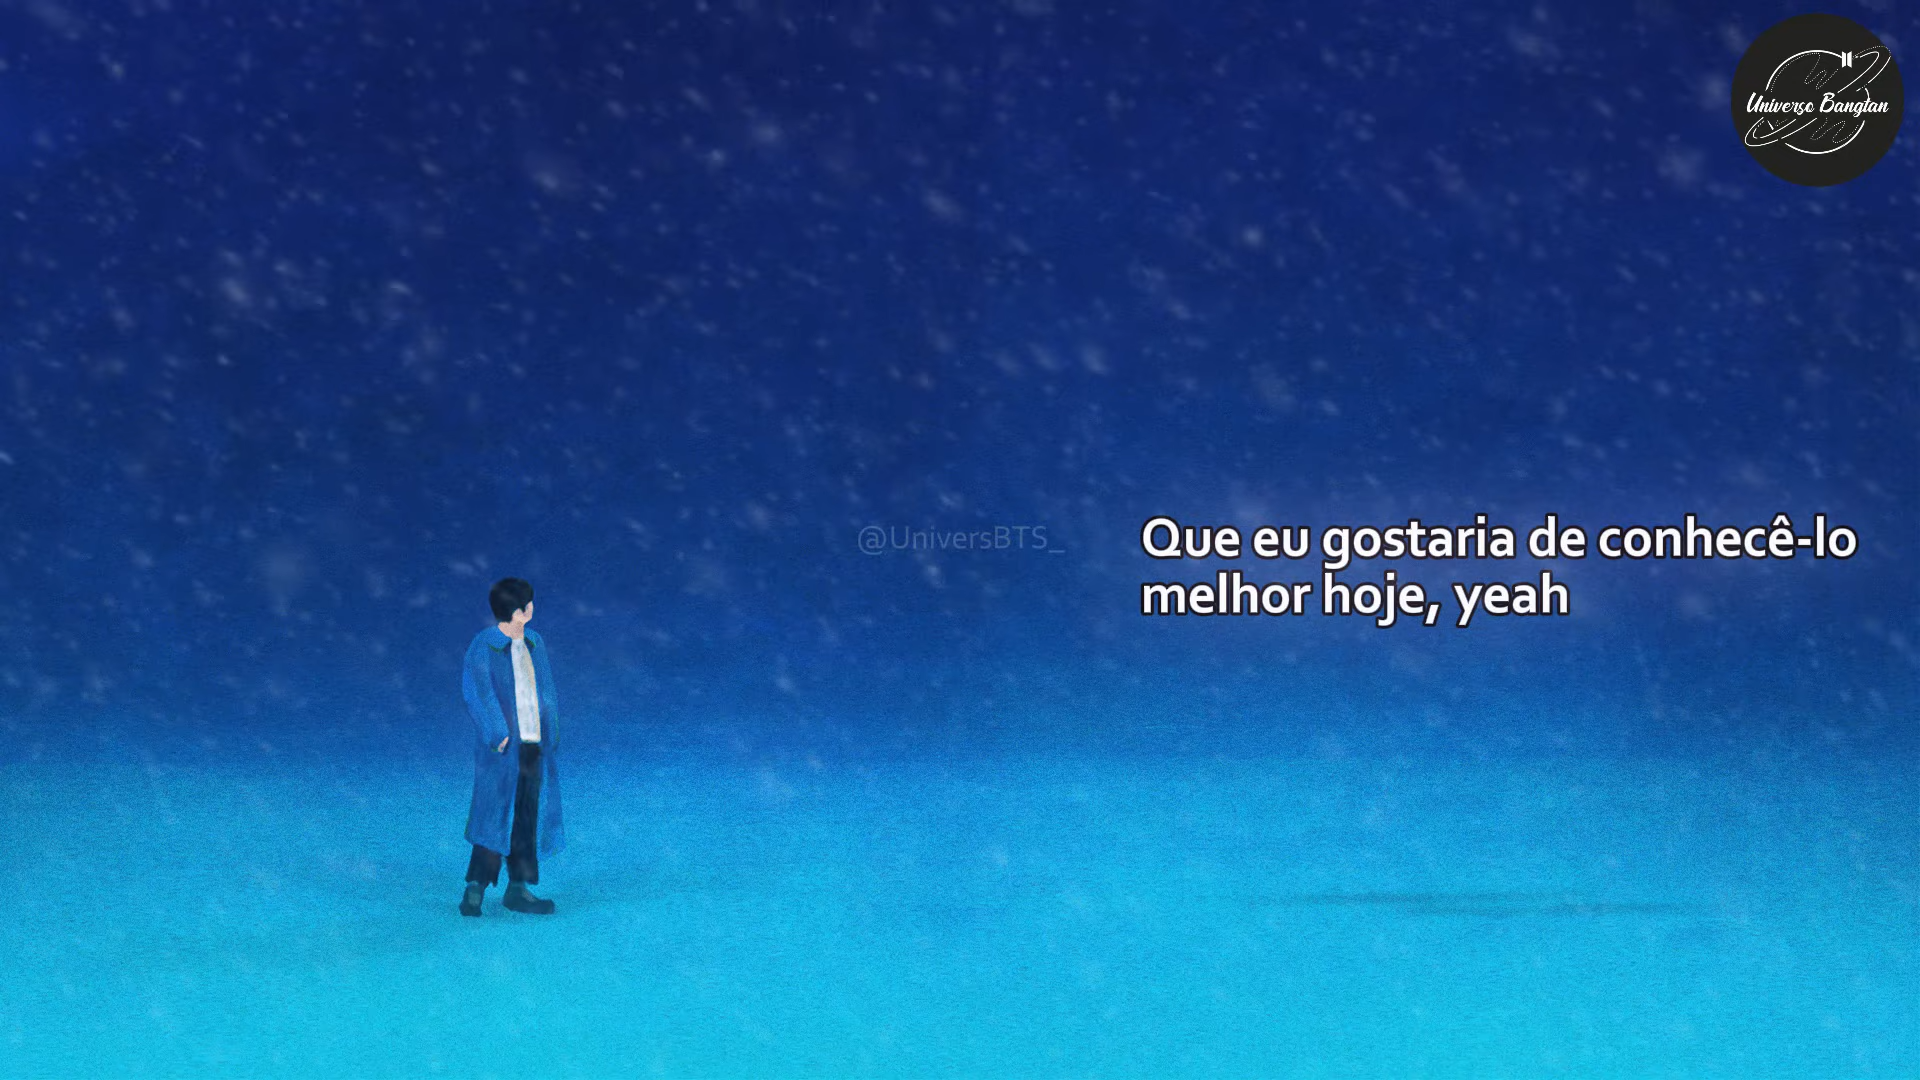 Universo Bangtan
@UniversBTS_
Que eu gostaria de conhecê-lo
melhor hoje, yeah